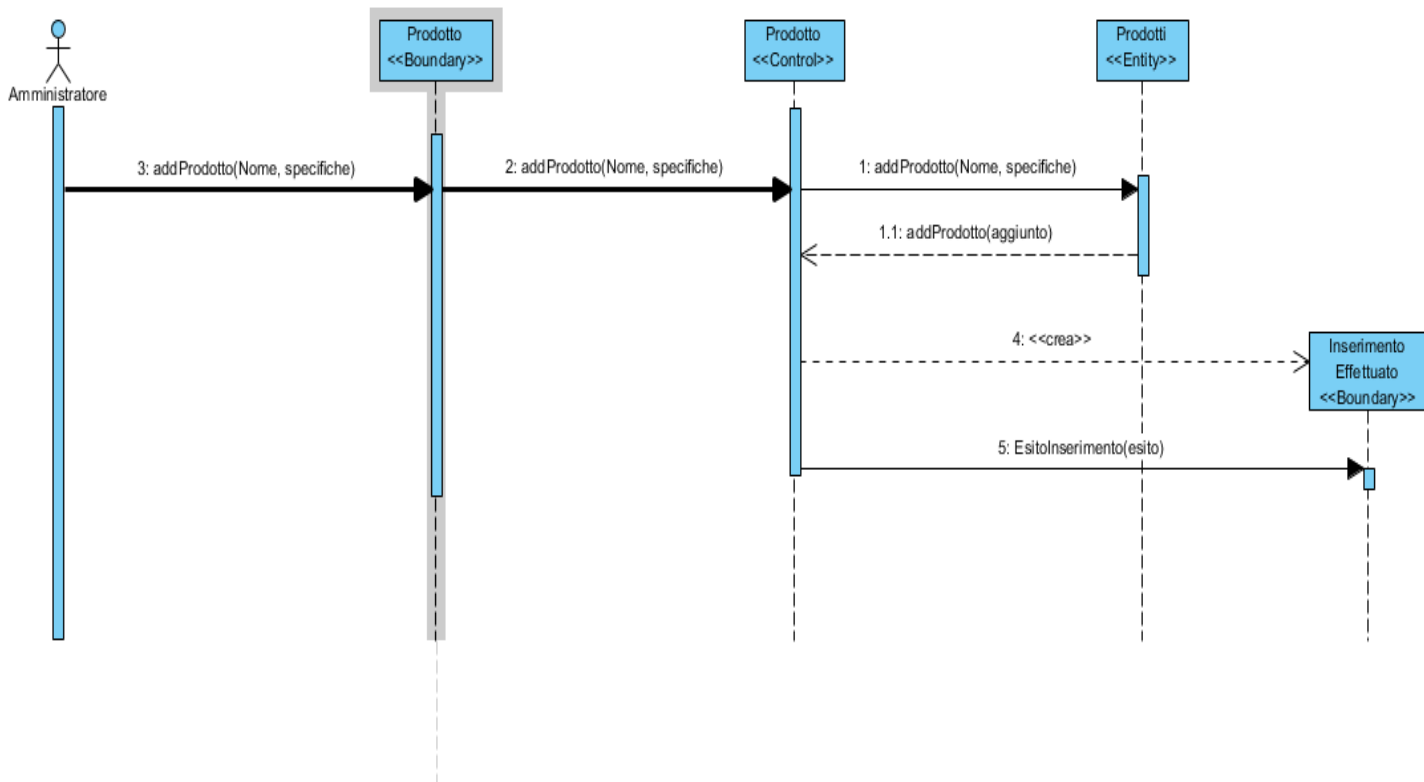 Prodotto
<<Boundary>>
Prodotto
<<Control>>
Prodotti
<<Entity>>
Amministratore
3: addProdotto(Nome, specifiche)
2: addProdotto(Nome, specifiche)
1: addProdotto(Nome, specifiche)
1.1: addProdotto(aggiunto)
4: <<crea>>
Inserimento
Effettuato
<<Boundary>>
5: EsitoInserimento(esito)